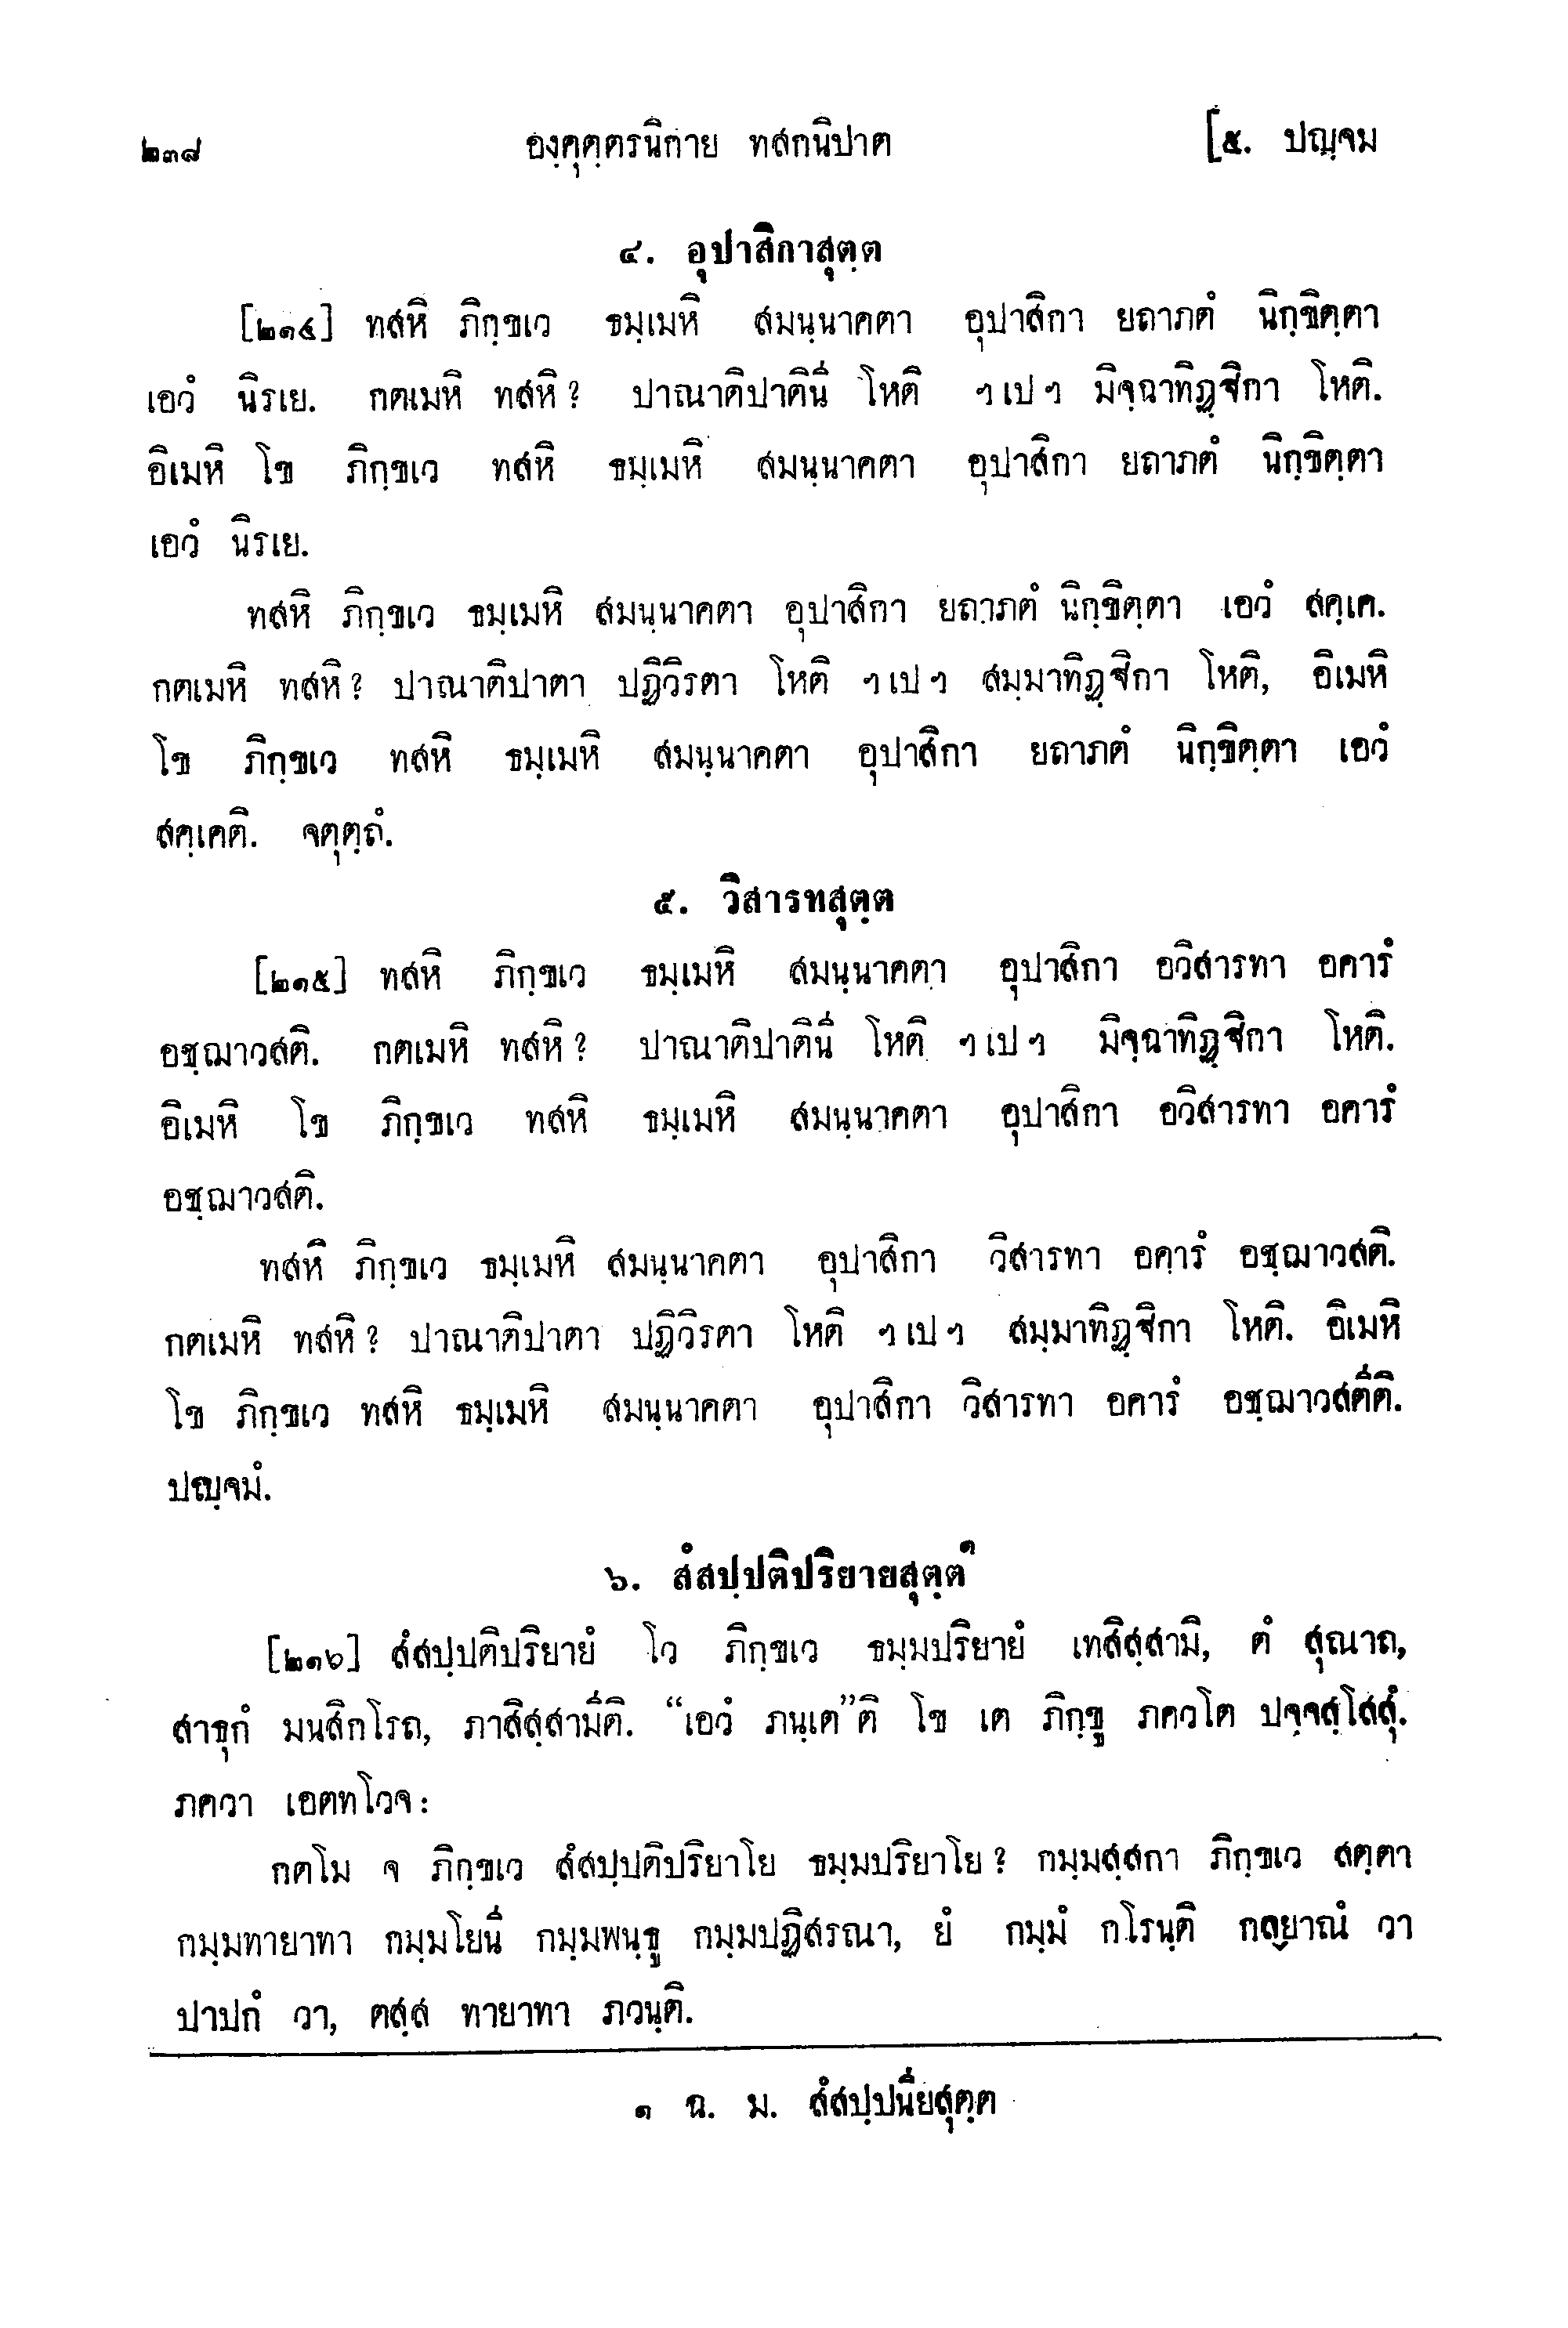 ๒๓๘ องฺคุตฺตรนิกาย ทสกนิปาต [๕. ปญฺจม
๔. อุปาสิกาสุตฺต
[๒๑๔] ทสหิ ภิกฺขเว ธมฺเมหิ สมนฺนาคตา อุปาสิกา ยถาภตํ นิกฺขิตฺตา
เอวํ นิรเย. กตเมหิ ทสหิ? ปาณาติปาตินี โหติ ฯเปฯ มิจฺฉาทิฏฺฐิกา โหติ.
อิเมหิ โข ภิกฺขเว ทสหิ ธมฺเมหิ สมนฺนาคตา อุปาสิกา ยถาภตํ นิกฺขิตฺตา
เอวํ นิรเย.
ทสหิ ภิกฺขเว ธมฺเมหิ สมนฺนาคตา อุปาสิกา ยถาภตํ นิกฺขิตฺตา เอวํ สคฺเค.
กตเมหิ ทสหิ? ปาณาติปาตา ปฏิวิรตา โหติ ฯเปฯ สมฺมาทิฏฺฐิกา โหติ, อิเมหิ
โข ภิกฺขเว ทสหิ ธมฺเมหิ สมนฺนาคตา อุปาสิกา ยถาภตํ นิกฺขิตฺตา เอวํ
สคฺเคติ. จตุตฺถํ.
๕. วิสารทสุตฺต
[๒๑๕] ทสหิ ภิกฺขเว ธมฺเมหิ สมนฺนาคตา อุปาสิกา อวิสารทา อคารํ
อชฺฌาวสติ. กตเมหิ ทสหิ? ปาณาติปาตินี โหติ ฯเปฯ มิจฺฉาทิฏฺฐิกา โหติ.
อิเมหิ โข ภิกฺขเว ทสหิ ธมฺเมหิ สมนฺนาคตา อุปาสิกา อวิสารทา อคารํ
อชฺฌาวสติ.
ทสหิ ภิกฺขเว ธมฺเมหิ สมนฺนาคตา อุปาสิกา วิสารทา อคารํ อชฺฌาวสติ.
กตเมหิ ทสหิ? ปาณาติปาตา ปฏิวิรตา โหติ ฯเปฯ สมฺมาทิฏฺฐิกา โหติ. อิเมหิ
โข ภิกฺขเว ทสหิ ธมฺเมหิ สมนฺนาคตา อุปาสิกา วิสารทา อคารํ อชฺฌาวสตีติ.
ปญฺจมํ.
๖. สํสปฺปติปริยายสุตฺต๑
[๒๑๖] สํสปฺปติปริยายํ โว ภิกฺขเว ธมฺมปริยายํ เทสิสฺสามิ, ตํ สุณาถ,
สาธุกํ มนสิกโรถ, ภาสิสฺสามีติ. “เอวํ ภนฺเต”ติ โข เต ภิกฺขู ภควโต ปจฺจสฺโสสุํ.
ภควา เอตทโวจ:
กตโม จ ภิกฺขเว สํสปฺปติปริยาโย ธมฺมปริยาโย? กมฺมสฺสกา ภิกฺขเว สตฺตา
กมฺมทายาทา กมฺมโยนี กมฺมพนฺธู กมฺมปฏิสรณา, ยํ กมฺมํ กโรนฺติ กลฺยาณํ วา
ปาปกํ วา, ตสฺส ทายาทา ภวนฺติ.
๑ ฉ. ม. สํสปฺปนียสุตฺต